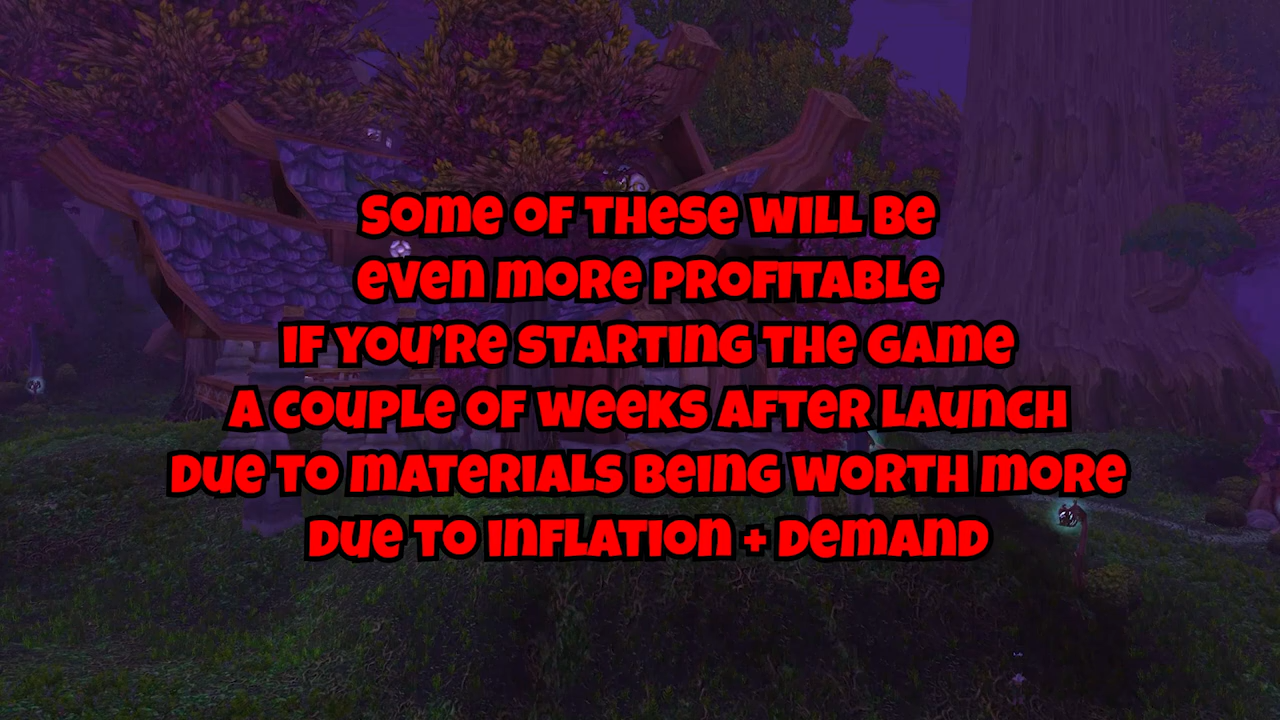 Some of these will be
even more profitable
if you're starting the game
a couple of weeks after launch
due to materials being worth more
due to inflation + demand